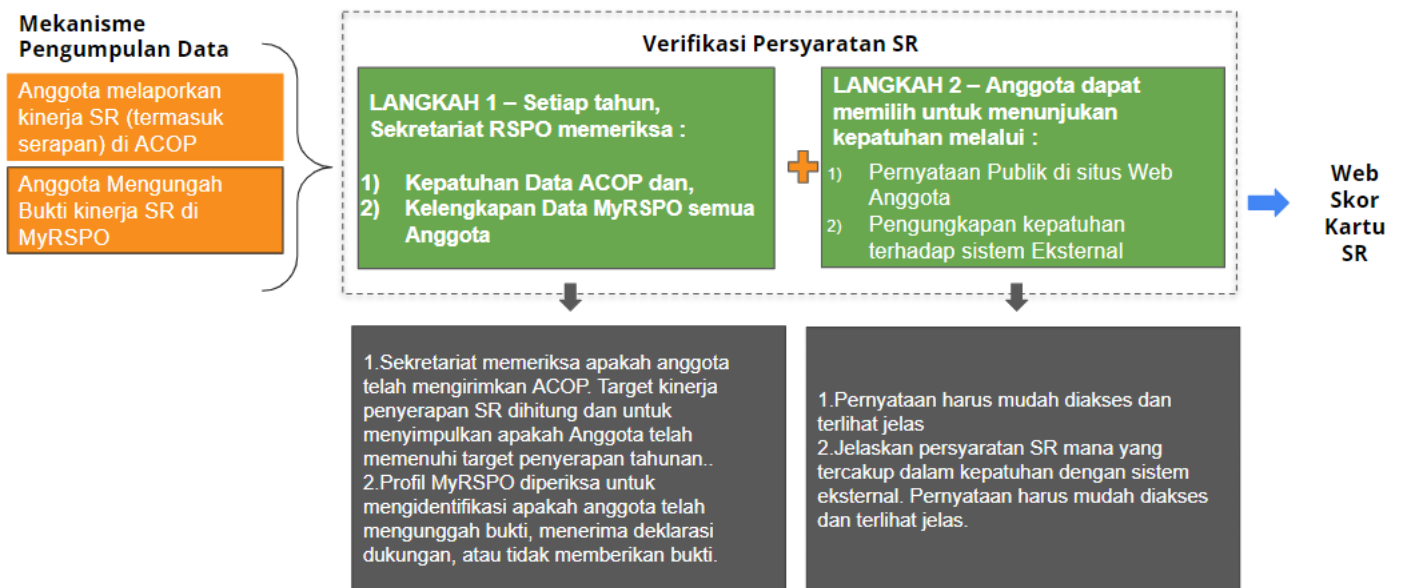 Mekanisme
Pengumpulan Data
Anggota melaporkan
kinerja SR (termasuk
serapan) di ACOP
Anggota Mengungah
Bukti kinerja SR di
MyRSPO
Verifikasi Persyaratan SR
LANGKAH 1 – Setiap tahun,
Sekretariat RSPO memeriksa :
1) Kepatuhan Data ACOP dan,
2) Kelengkapan Data MyRSPO semua
Anggota
LANGKAH 2 – Anggota dapat
memilih untuk menunjukan
kepatuhan melalui :
1) Pernyataan Publik di situs Web
Anggota
2) Pengungkapan kepatuhan
terhadap sistem Eksternal
Web
Skor
Kartu
SR
1.Sekretariat memeriksa apakah anggota
telah mengirimkan ACOP. Target kinerja
penyerapan SR dihitung dan untuk
menyimpulkan apakah Anggota telah
memenuhi target penyerapan tahunan..
2.Profil MyRSPO diperiksa untuk
mengidentifikasi apakah anggota telah
mengunggah bukti, menerima deklarasi
dukungan, atau tidak memberikan bukti.
1.Pernyataan harus mudah diakses dan
terlihat jelas
2.Jelaskan persyaratan SR mana yang
tercakup dalam kepatuhan dengan sistem
eksternal. Pernyataan harus mudah diakses
dan terlihat jelas.